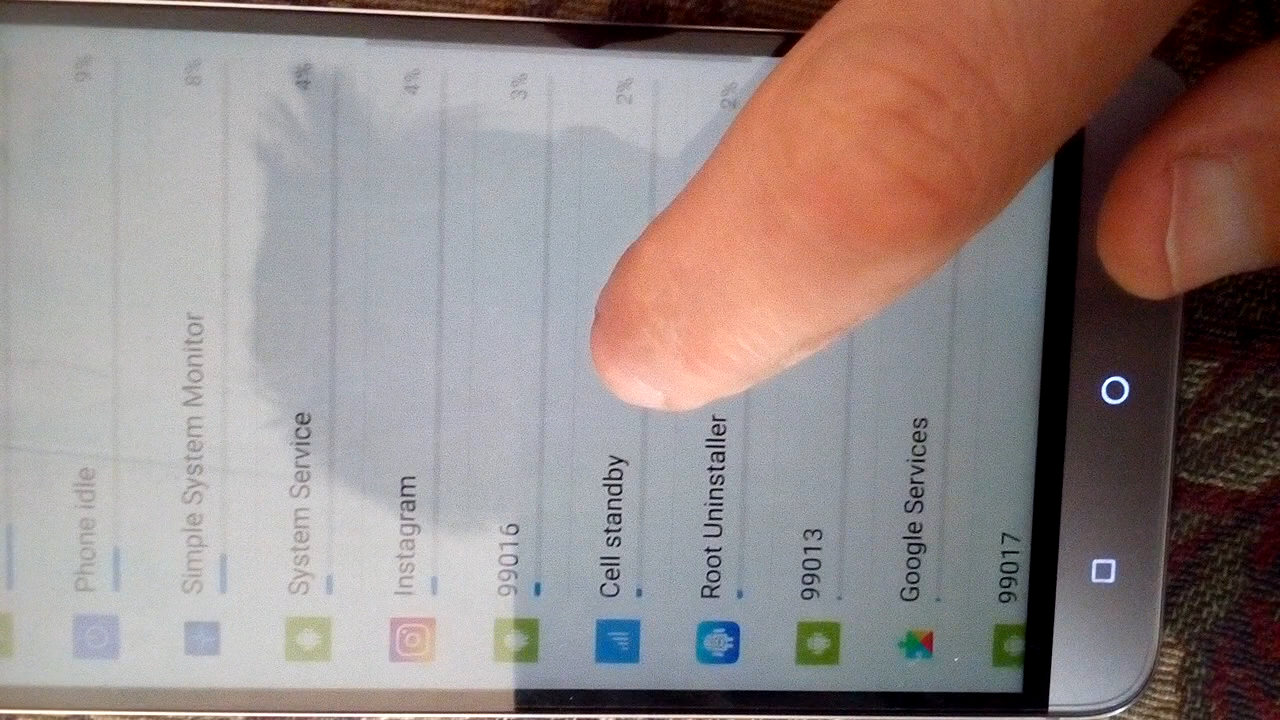 Phone idle 9%
Simple System Monitor 8%
System Service 4%
Instagram 4%
99016 3%
Cell standby 2%
Root Uninstaller 2%
99013
Google Services
99017